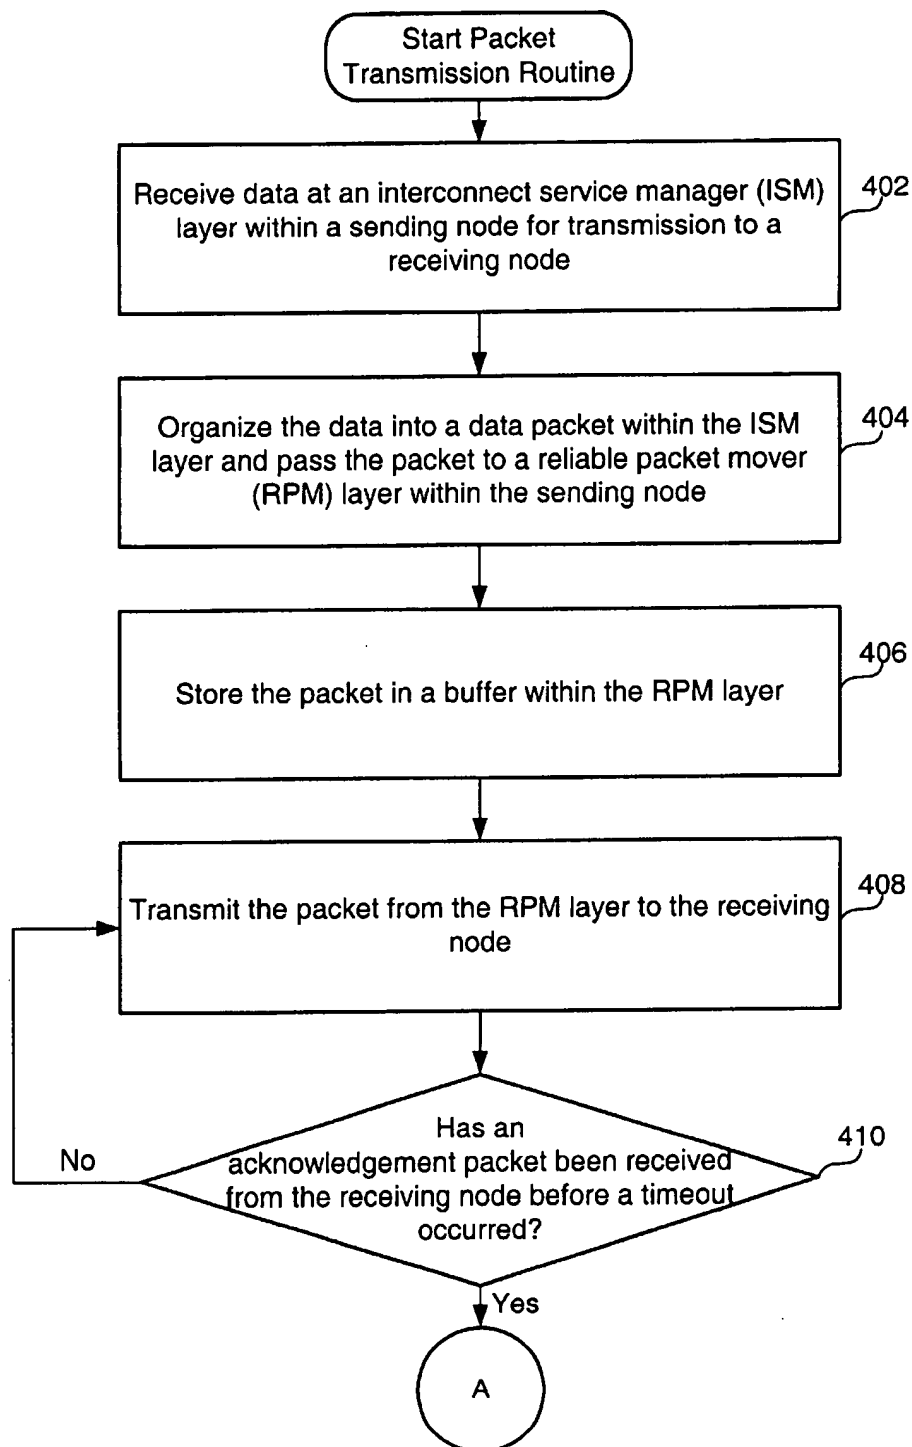 Start Packet
Transmission Routine
Receive data at an interconnect service manager (ISM)
layer within a sending node for transmission to a
receiving node
402
Organize the data into a data packet within the ISM
layer and pass the packet to a reliable packet mover
(RPM) layer within the sending node
404
Store the packet in a buffer within the RPM layer
406
Transmit the packet from the RPM layer to the receiving
node
408
Has an
acknowledgement packet been received
from the receiving node before a timeout
occurred?
410
No
Yes
A